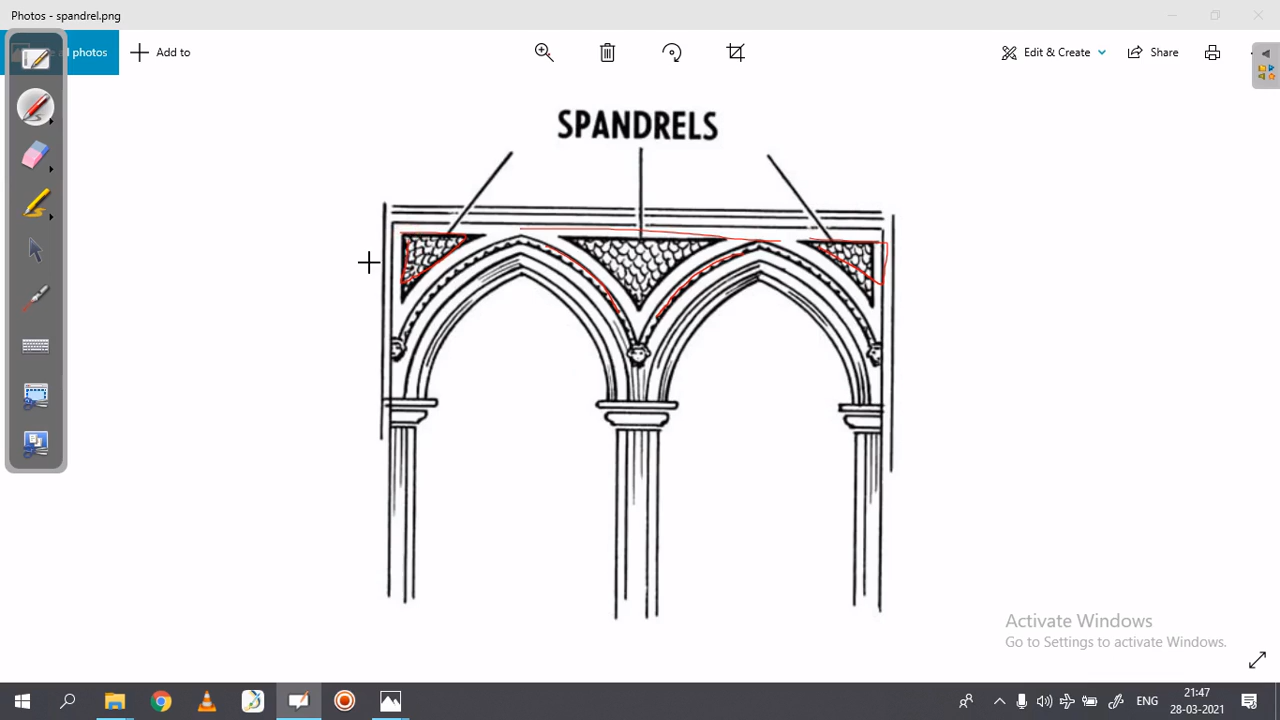 Photos - spandrel.png
l photos
Add to
Edit & Create
Share
SPANDRELS
Activate Windows
Go to Settings to activate Windows.
ENG
21:47
28-03-2021